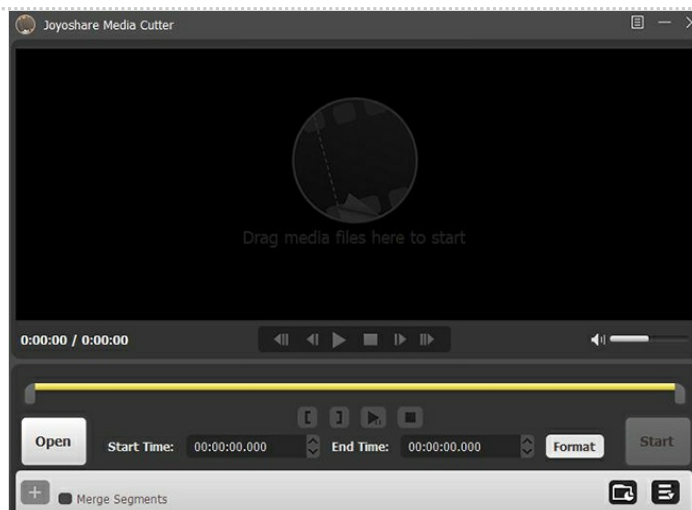 Joyoshare Media Cutter
Drag media files here to start
0:00:00 / 0:00:00
Open
Start Time: 00:00:00.000 End Time: 00:00:00.000 Format Start
Merge Segments